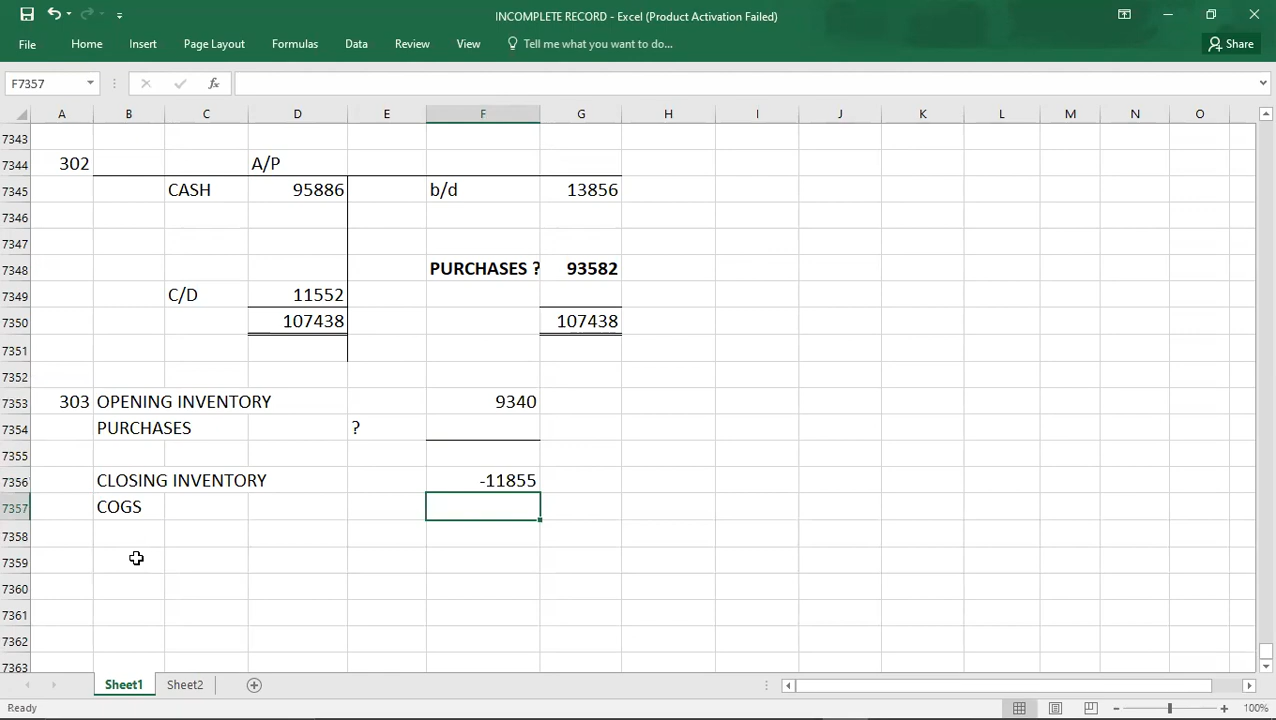 INCOMPLETE RECORD - Excel (Product Activation Failed)
File Home Insert Page Layout Formulas Data Review View Tell me what you want to do... Share
F7357 fx
A B C D E F G H I J K L M N O
7343
7344 302 A/P
7345 CASH 95886 b/d 13856
7346
7347
7348 PURCHASES ? 93582
7349 C/D 11552
7350 107438 107438
7351
7352
7353 303 OPENING INVENTORY 9340
7354 PURCHASES ?
7355
7356 CLOSING INVENTORY -11855
7357 COGS
7358
7359
7360
7361
7362
7363
Sheet1 Sheet2
Ready 100%